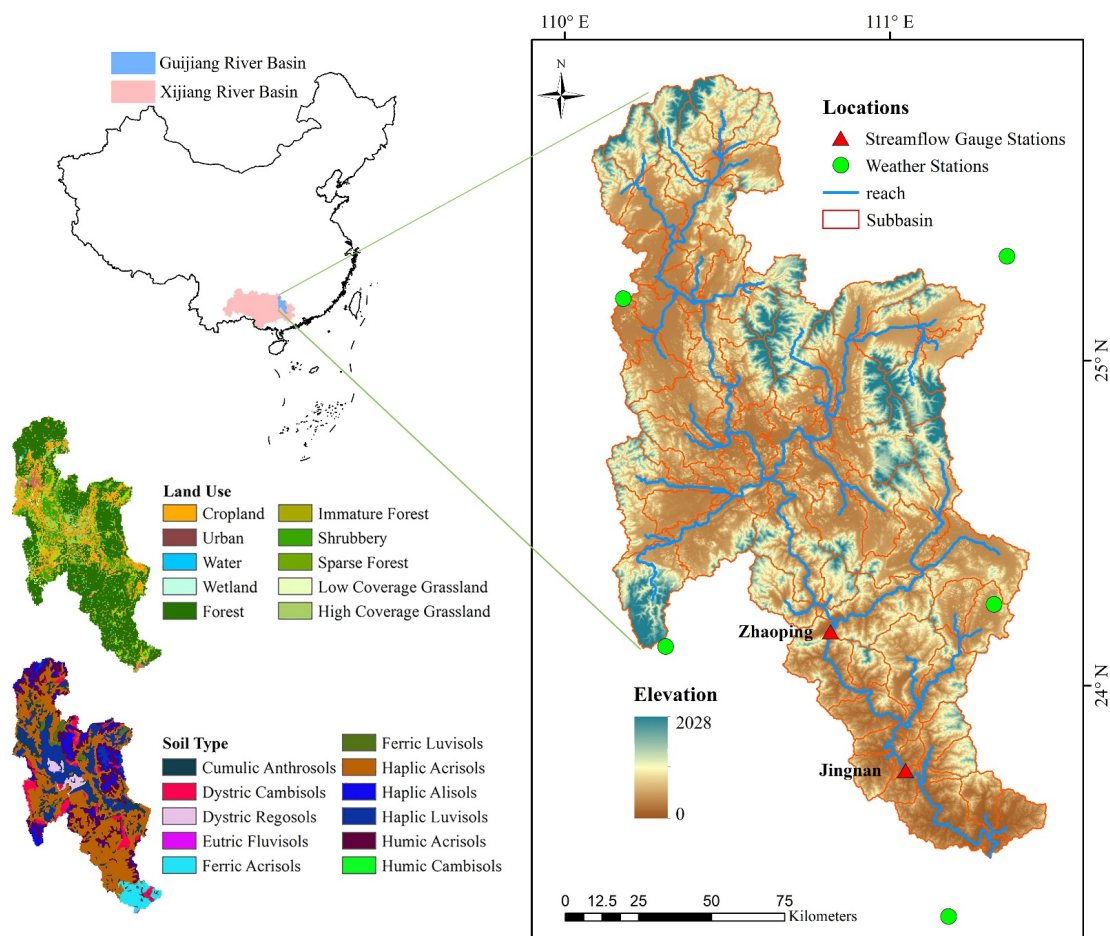 Guijiang River Basin
Xijiang River Basin
110° E
111° E
N
Locations
Streamflow Gauge Stations
Weather Stations
reach
Subbasin
25° N
24° N
Zhaoping
Jingnan
Elevation
2028
0
0 12.5 25 50 75
Kilometers
Land Use
Cropland
Urban
Water
Wetland
Forest
Immature Forest
Shrubbery
Sparse Forest
Low Coverage Grassland
High Coverage Grassland
Soil Type
Cumulic Anthrosols
Dystric Cambisols
Dystric Regosols
Eutric Fluvisols
Ferric Acrisols
Ferric Luvisols
Haplic Acrisols
Haplic Alisols
Haplic Luvisols
Humic Acrisols
Humic Cambisols